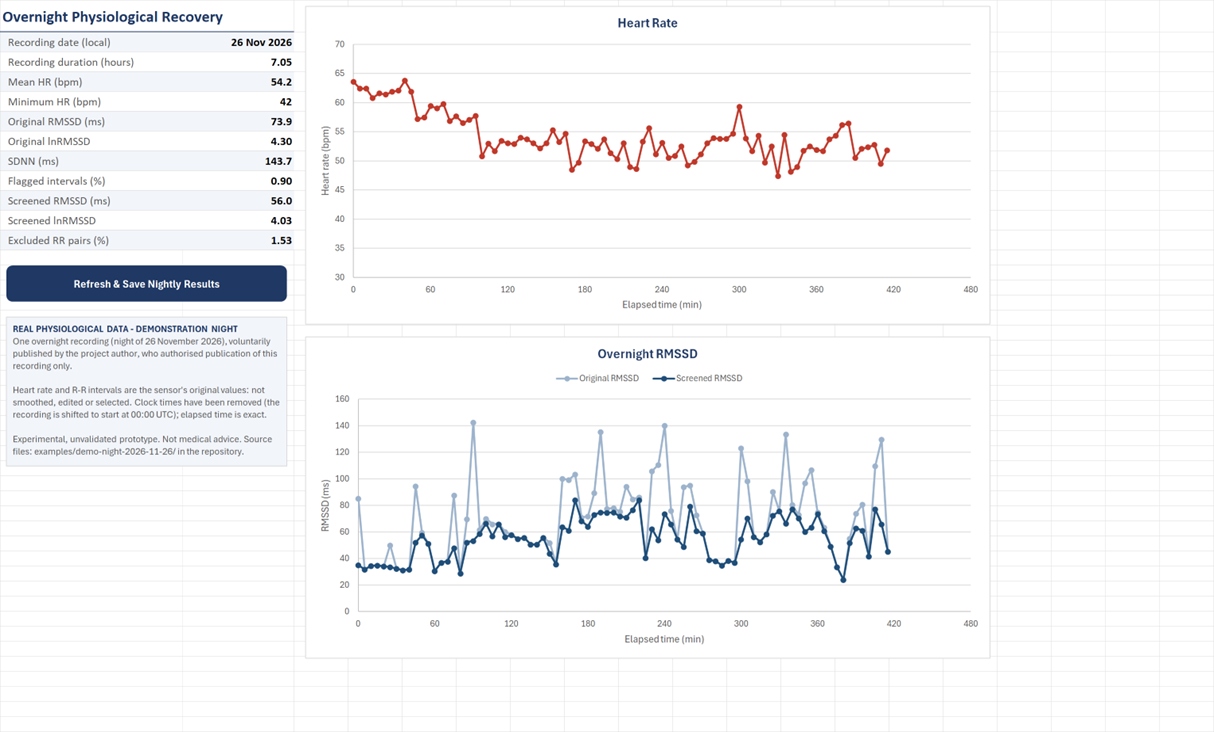 Overnight Physiological Recovery
Recording date (local) 26 Nov 2026
Recording duration (hours) 7.05
Mean HR (bpm) 54.2
Minimum HR (bpm) 42
Original RMSSD (ms) 73.9
Original lnRMSSD 4.30
SDNN (ms) 143.7
Flagged intervals (%) 0.90
Screened RMSSD (ms) 56.0
Screened lnRMSSD 4.03
Excluded RR pairs (%) 1.53
Refresh & Save Nightly Results
REAL PHYSIOLOGICAL DATA - DEMONSTRATION NIGHT
One overnight recording (night of 26 November 2026), voluntarily
published by the project author, who authorised publication of this
recording only.
Heart rate and R-R intervals are the sensor's original values: not
smoothed, edited or selected. Clock times have been removed (the
recording is shifted to start at 00:00 UTC); elapsed time is exact.
Experimental, unvalidated prototype. Not medical advice. Source
files: examples/demo-night-2026-11-26/ in the repository.
Heart Rate
70
65
60
55
50
45
40
35
30
Heart rate (bpm)
0 60 120 180 240 300 360 420 480
Elapsed time (min)
Overnight RMSSD
Original RMSSD Screened RMSSD
160
140
120
100
80
60
40
20
0
RMSSD (ms)
0 60 120 180 240 300 360 420 480
Elapsed time (min)